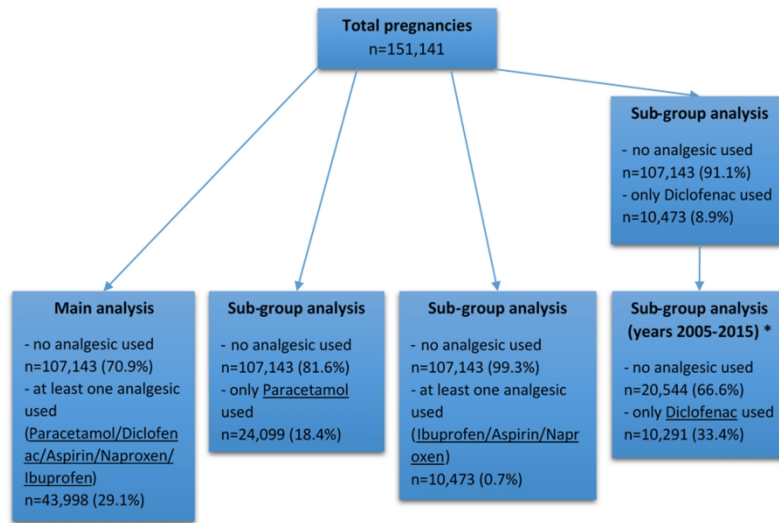 Total pregnancies
n=151,141
Sub-group analysis
- no analgesic used
n=107,143 (91.1%)
- only Diclofenac used
n=10,473 (8.9%)
Main analysis
- no analgesic used
n=107,143 (70.9%)
- at least one analgesic
used
(Paracetamol/Diclofen
ac/Aspirin/Naproxen/
Ibuprofen)
n=43,998 (29.1%)
Sub-group analysis
- no analgesic used
n=107,143 (81.6%)
- only Paracetamol
used
n=24,099 (18.4%)
Sub-group analysis
- no analgesic used
n=107,143 (99.3%)
- at least one analgesic
used
(Ibuprofen/Aspirin/Napr
oxen)
n=10,473 (0.7%)
Sub-group analysis
(years 2005-2015) *
- no analgesic used
n=20,544 (66.6%)
- only Diclofenac used
n=10,291 (33.4%)